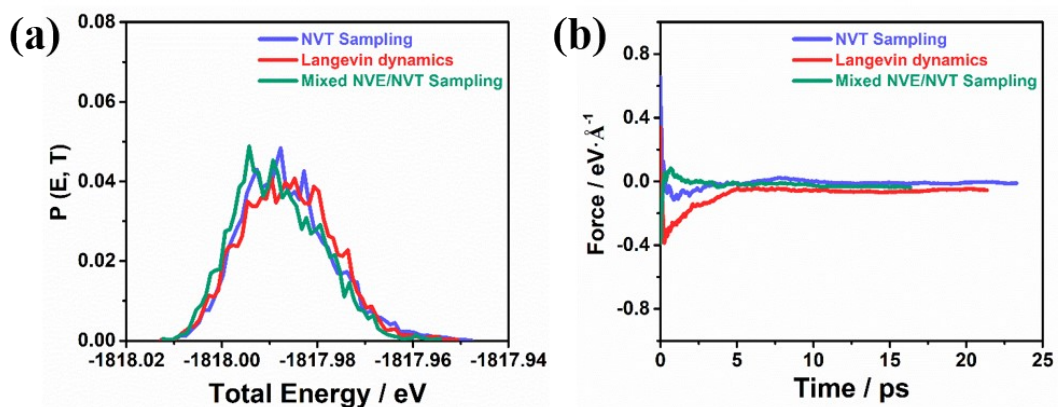 (a)
0.08
0.06
0.04
0.02
0.00
P (E, T)
NVT Sampling
Langevin dynamics
Mixed NVE/NVT Sampling
-1818.02 -1818.00 -1817.98 -1817.96 -1817.94
Total Energy / eV
(b)
0.8
0.4
0.0
-0.4
-0.8
Force / eV·Å⁻¹
NVT Sampling
Langevin dynamics
Mixed NVE/NVT Sampling
0 5 10 15 20 25
Time / ps